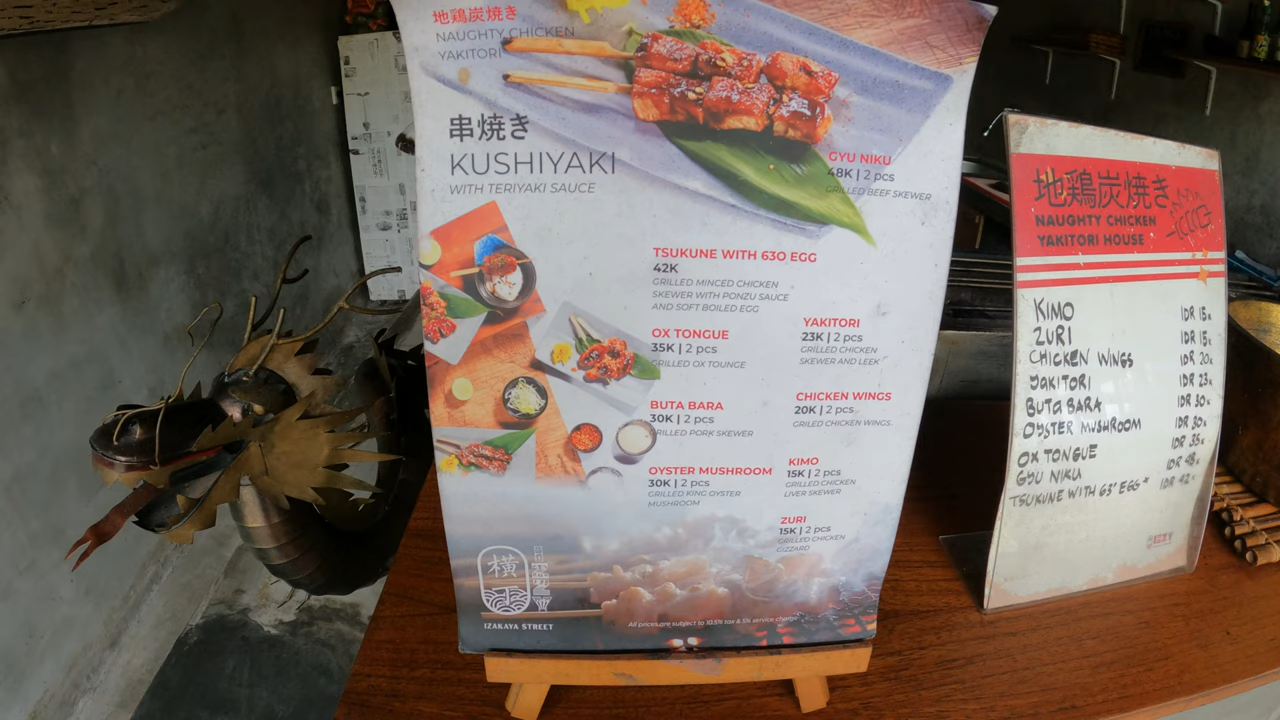 地鶏炭焼き
NAUGHTY CHICKEN
YAKITORI
串焼き
KUSHIYAKI
WITH TERIYAKI SAUCE
GYU NIKU
48K | 2 pcs
GRILLED BEEF SKEWER
TSUKUNE WITH 63O EGG
42K
GRILLED MINCED CHICKEN
SKEWER WITH PONZU SAUCE
AND SOFT BOILED EGG
OX TONGUE
35K | 2 pcs
GRILLED OX TOUNGE
YAKITORI
23K | 2 pcs
GRILLED CHICKEN
SKEWER AND LEEK
BUTA BARA
30K | 2 pcs
GRILLED PORK SKEWER
CHICKEN WINGS
20K | 2 pcs
GRILED CHICKEN WINGS.
OYSTER MUSHROOM
30K | 2 pcs
GRILLED KING OYSTER
MUSHROOM
KIMO
15K | 2 pcs
GRILLED CHICKEN
LIVER SKEWER
ZURI
15K | 2 pcs
GRILLED CHICKEN
GIZZARD
横丁
IZAKAYA STREET
All prices are subject to 10.5% tax & 5% service charge
地鶏炭焼き
NAUGHTY CHICKEN
YAKITORI HOUSE
KIMO IDR 15K
ZURI IDR 15K
CHICKEN WINGS IDR 20K
YAKITORI IDR 23K
BUTA BARA IDR 30K
OYSTER MUSHROOM IDR 30K
OX TONGUE IDR 35K
GYU NIKU IDR 48K
TSUKUNE WITH 63° EGG* IDR 42K